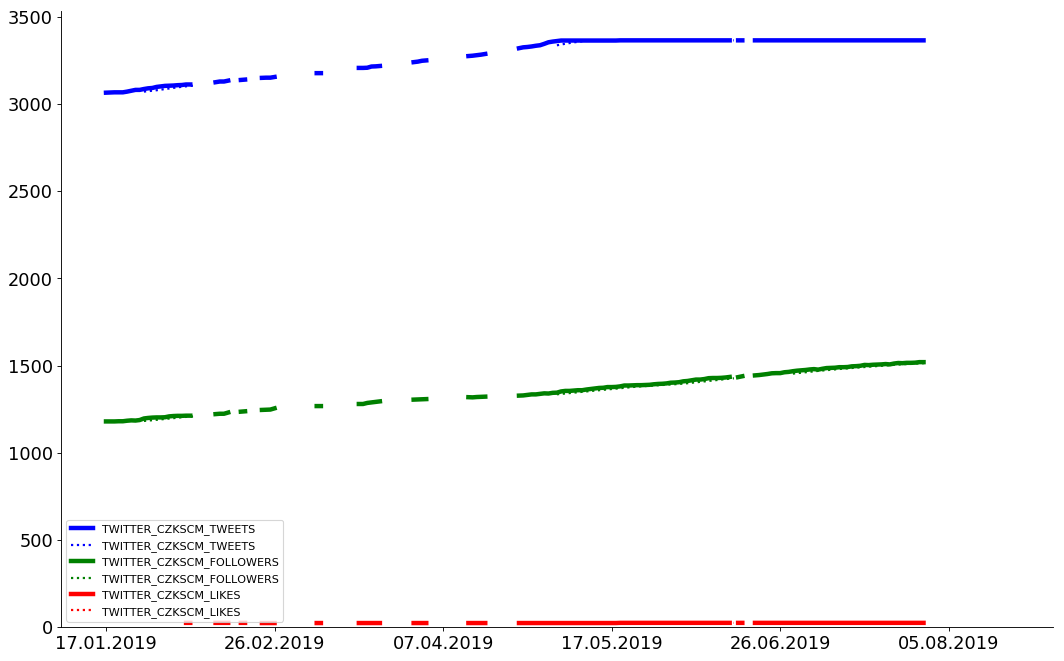 3500
3000
2500
2000
1500
1000
500
0
TWITTER_CZKSCM_TWEETS
TWITTER_CZKSCM_TWEETS
TWITTER_CZKSCM_FOLLOWERS
TWITTER_CZKSCM_FOLLOWERS
TWITTER_CZKSCM_LIKES
TWITTER_CZKSCM_LIKES
17.01.2019 26.02.2019 07.04.2019 17.05.2019 26.06.2019 05.08.2019